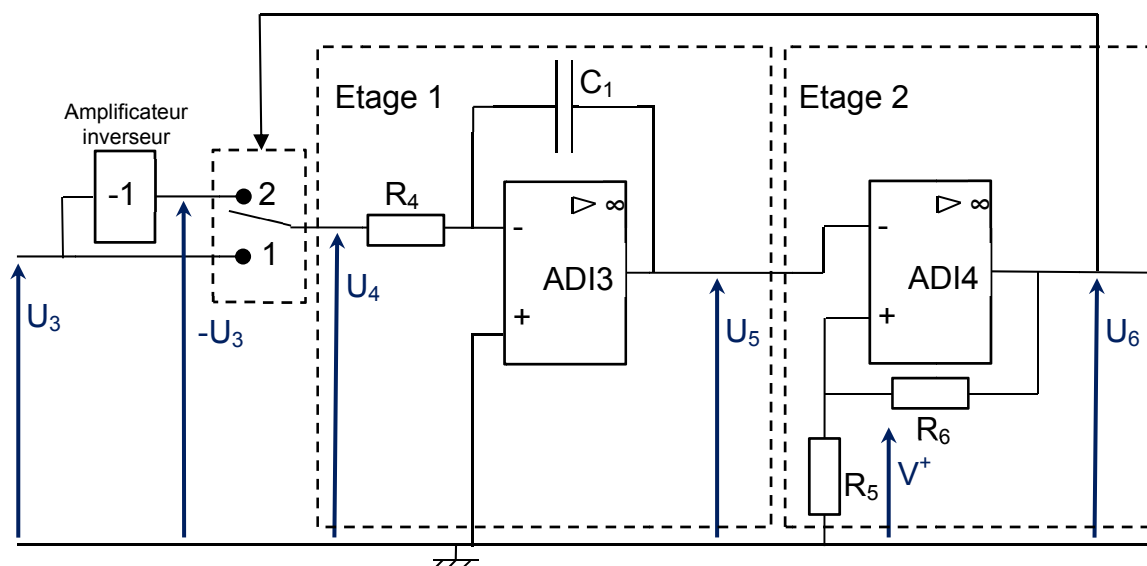 Etage 1
C1
Etage 2
Amplificateur
inverseur
-1
2
1
R4
▷ ∞
-
ADI3
+
▷ ∞
-
ADI4
+
U3
-U3
U4
U5
U6
R6
R5
V+